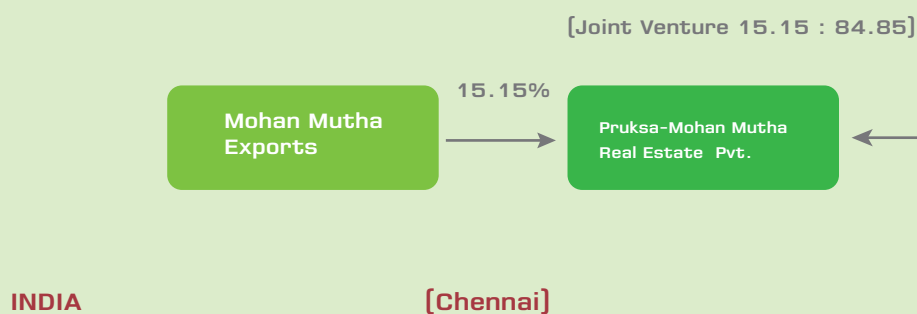 (Joint Venture 15.15 : 84.85)
15.15%
Mohan Mutha
Exports
Pruksa-Mohan Mutha
Real Estate Pvt.
INDIA
(Chennai)